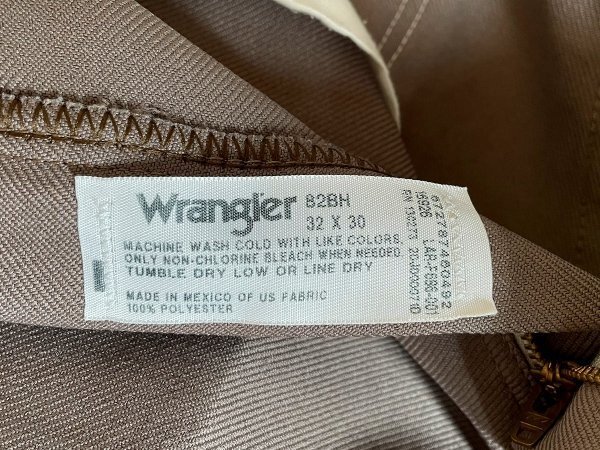 Wrangler 82BH
32 X 30
MACHINE WASH COLD WITH LIKE COLORS.
ONLY NON-CHLORINE BLEACH WHEN NEEDED.
TUMBLE DRY LOW OR LINE DRY
MADE IN MEXICO OF US FABRIC
100% POLYESTER
16926